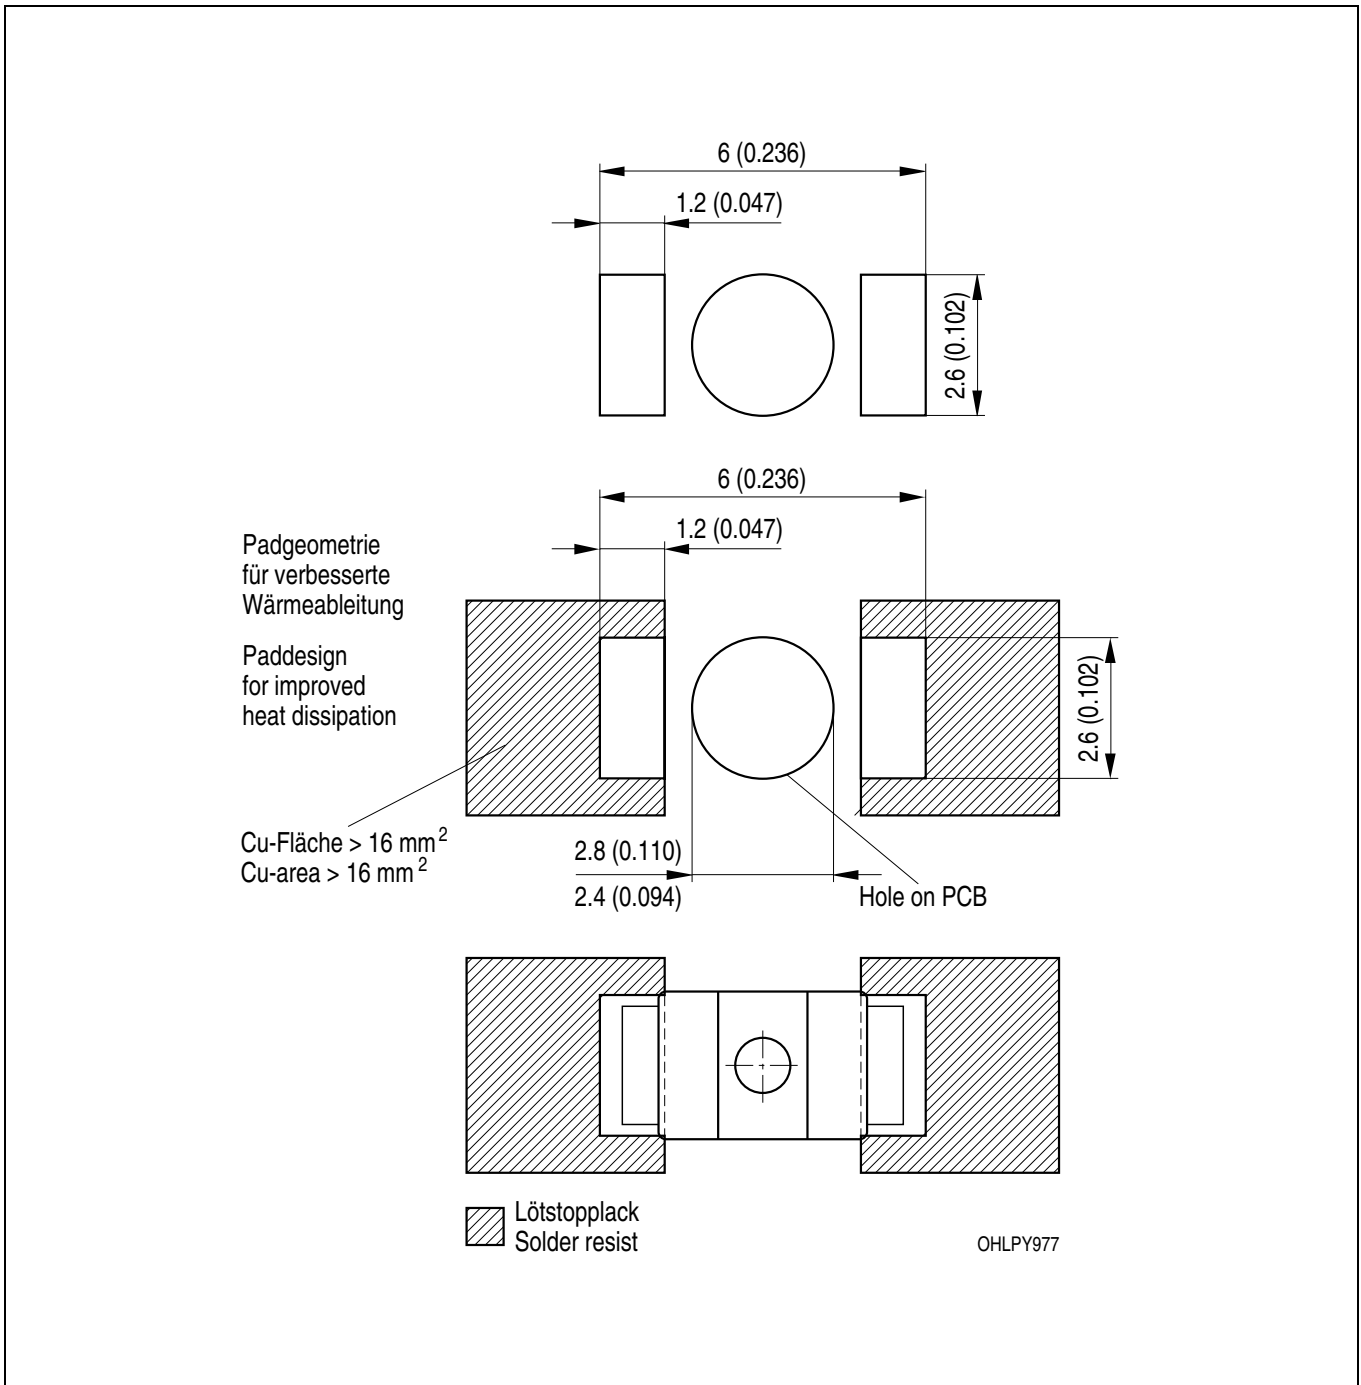 6 (0.236)
1.2 (0.047)
2.6 (0.102)
6 (0.236)
1.2 (0.047)
Padgeometrie
für verbesserte
Wärmeableitung
Paddesign
for improved
heat dissipation
2.6 (0.102)
Cu-Fläche > 16 mm²
Cu-area > 16 mm²
2.8 (0.110)
2.4 (0.094)
Hole on PCB
Lötstopplack
Solder resist
OHLPY977